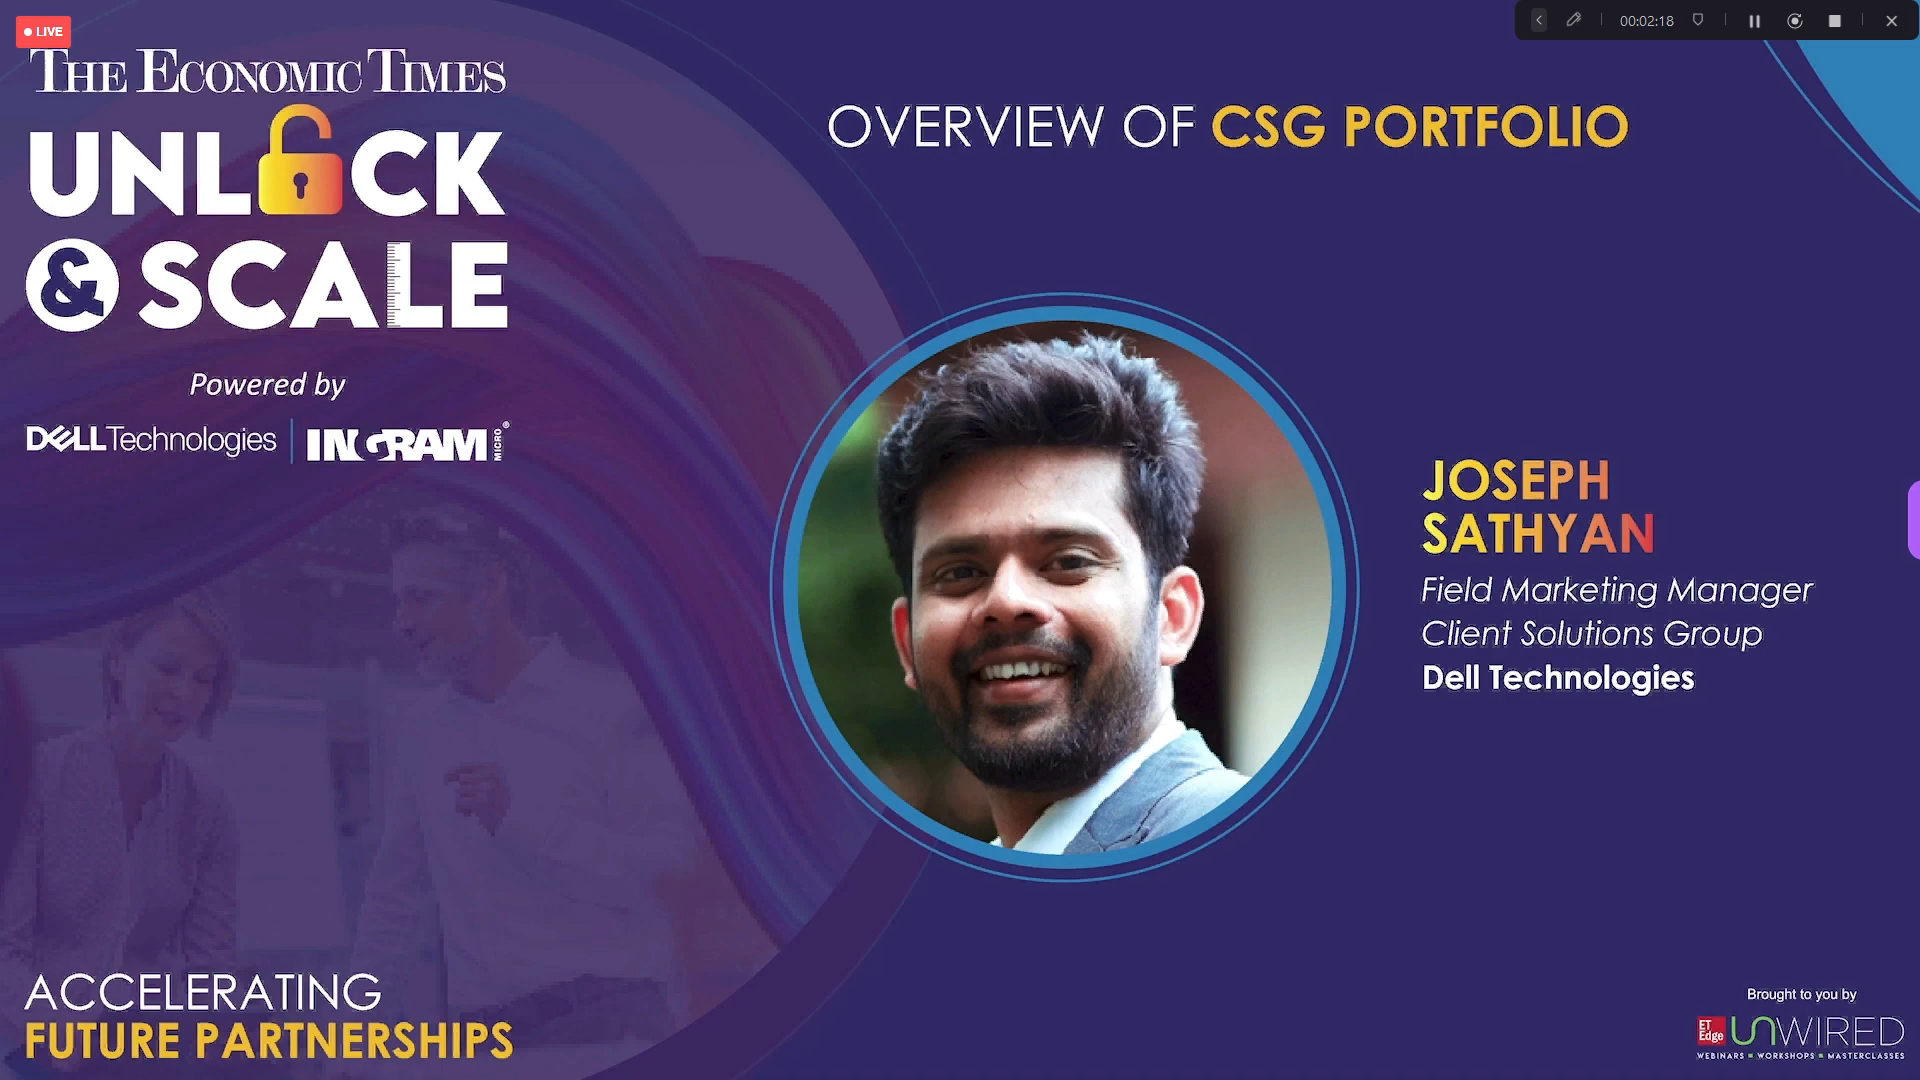 LIVE
00:02:18
THE ECONOMIC TIMES
UNLOCK
& SCALE
Powered by
DELLTechnologies | INGRAM MICRO®
ACCELERATING
FUTURE PARTNERSHIPS
OVERVIEW OF CSG PORTFOLIO
JOSEPH
SATHYAN
Field Marketing Manager
Client Solutions Group
Dell Technologies
Brought to you by
ET Edge UNWIRED
WEBINARS ▪ WORKSHOPS ▪ MASTERCLASSES